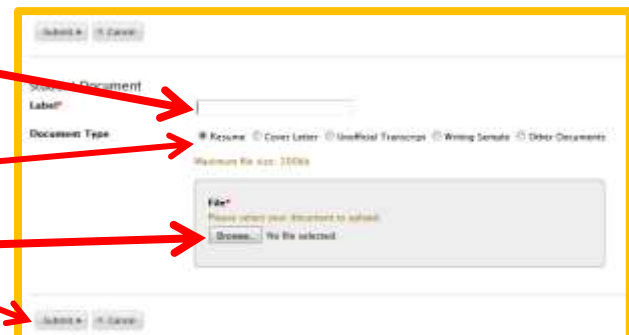 Submit Cancel
Student Document
Label*
Document Type
Resume Cover Letter Unofficial Transcript Writing Sample Other Documents
Maximum file size:
File*
Please select your document to upload.
Browse... No file selected.
Submit Cancel